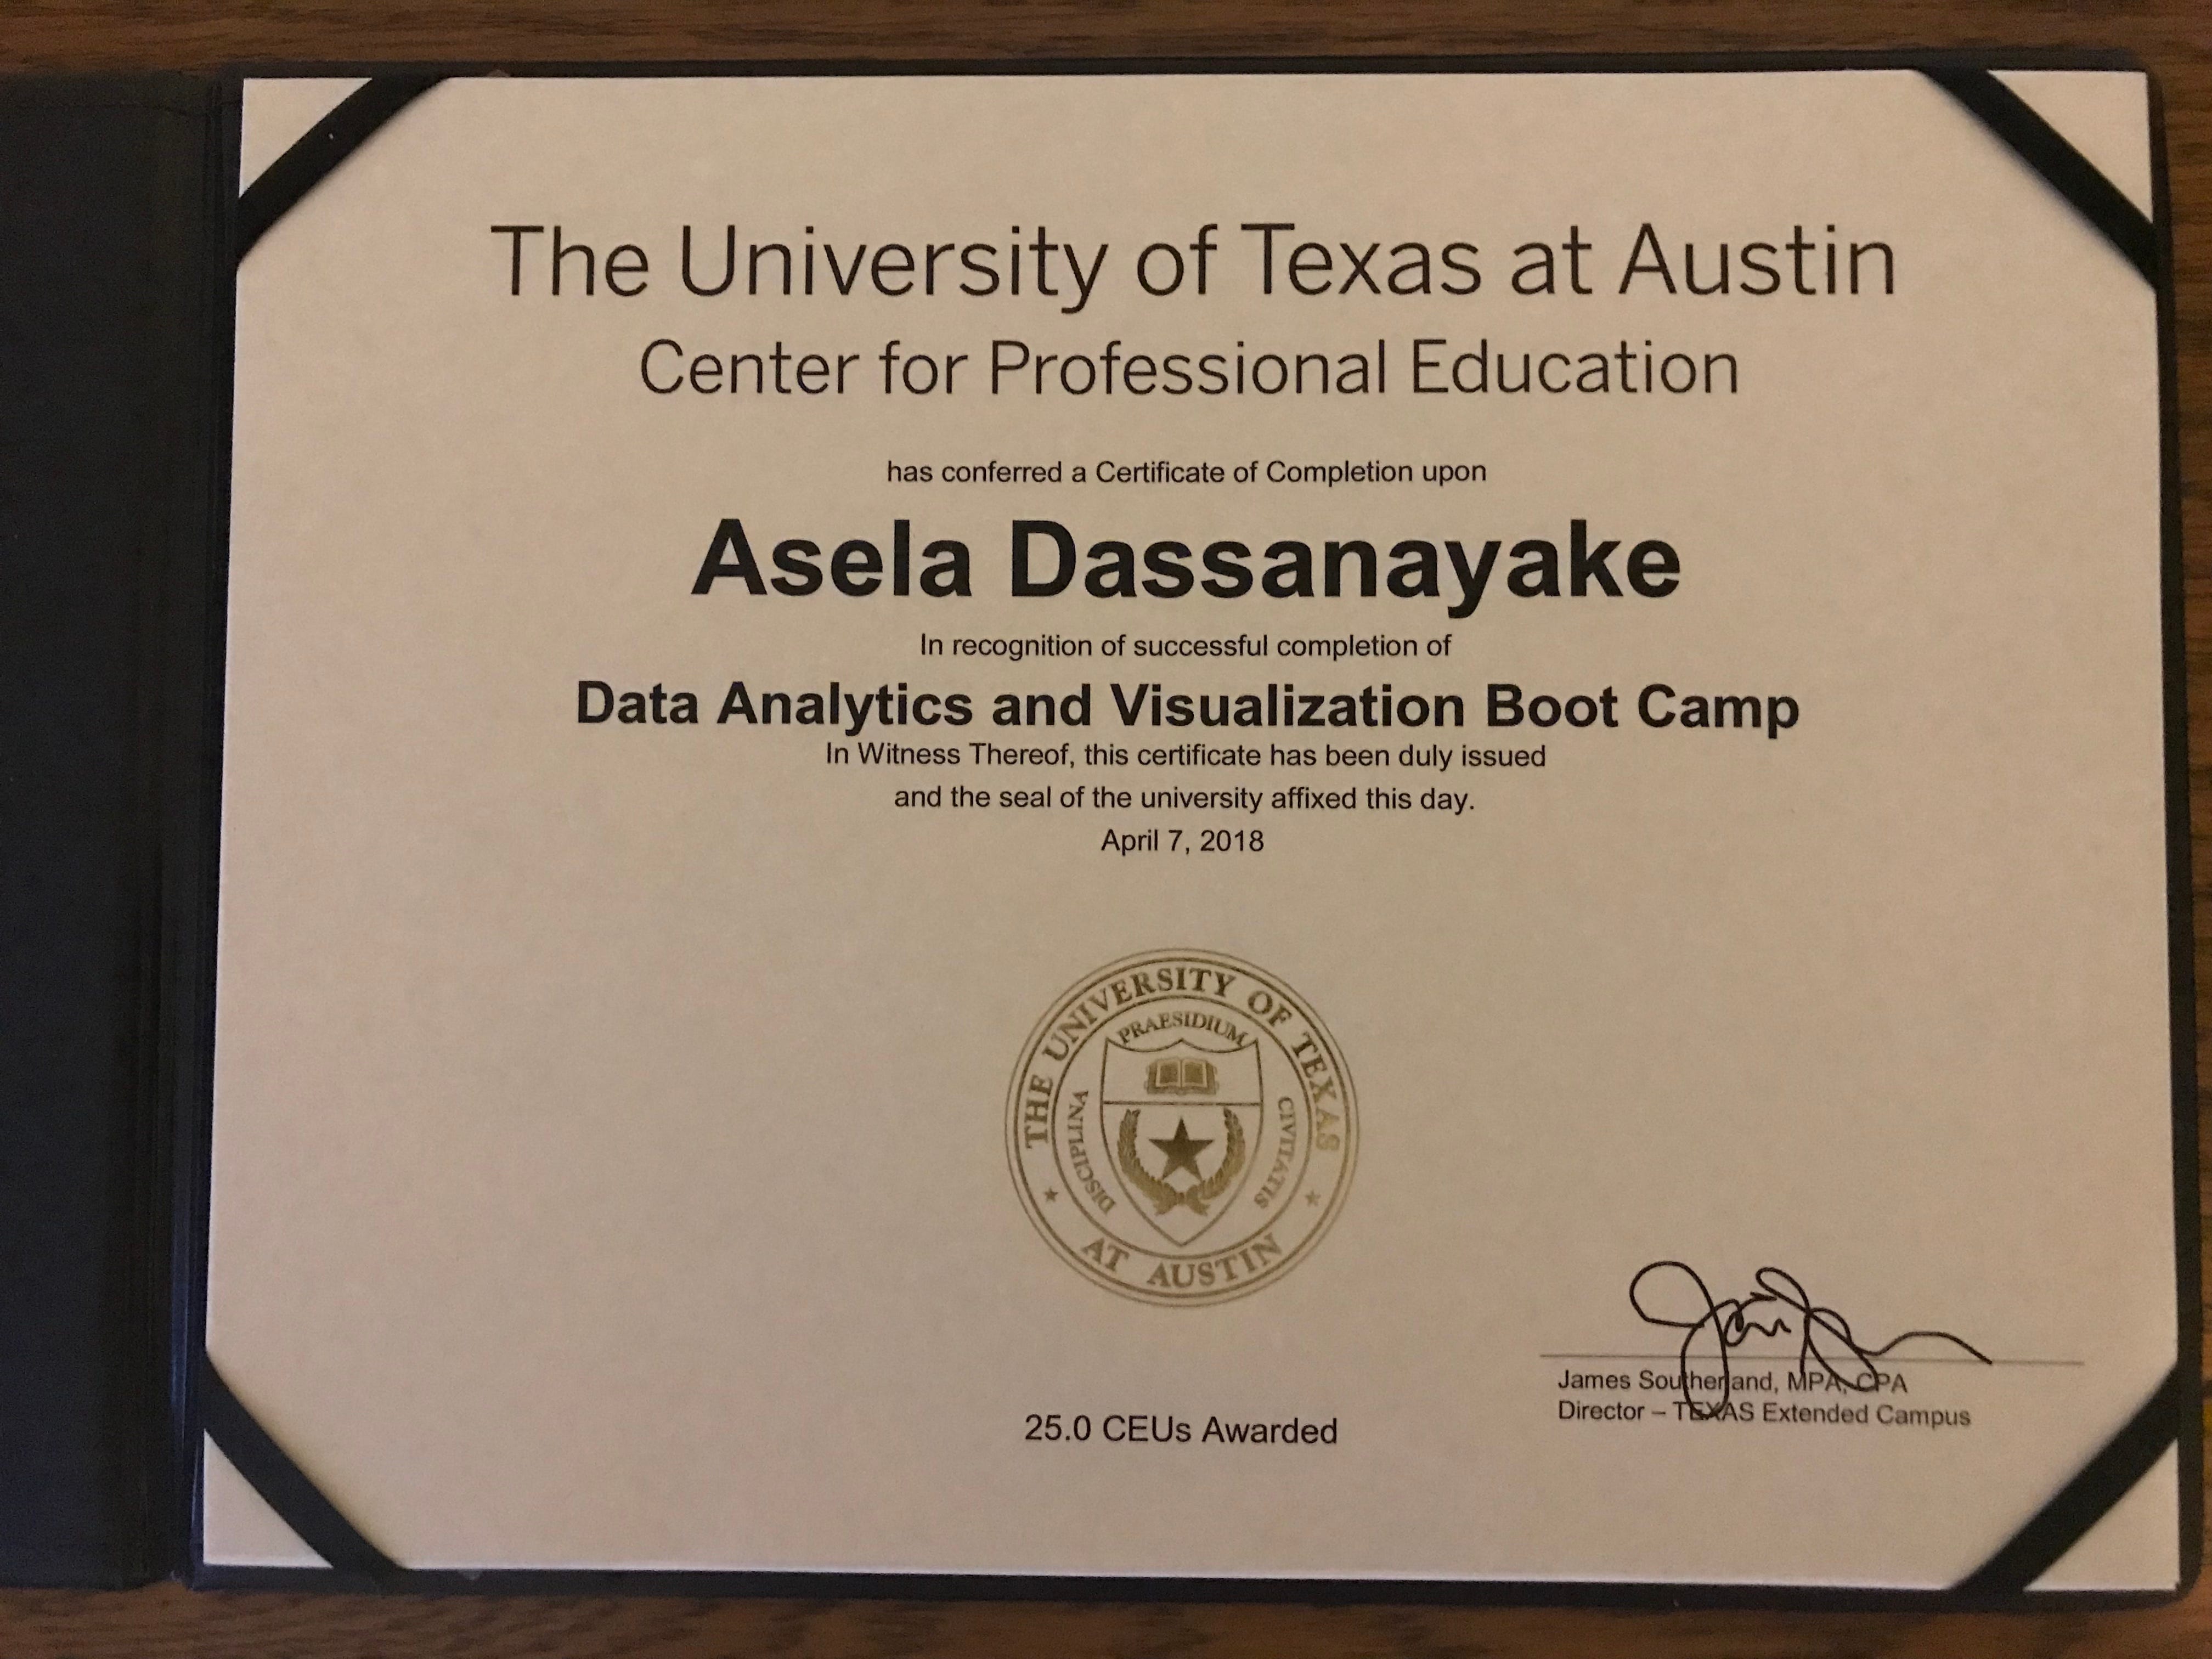 The University of Texas at Austin
Center for Professional Education
has conferred a Certificate of Completion upon
Asela Dassanayake
In recognition of successful completion of
Data Analytics and Visualization Boot Camp
In Witness Thereof, this certificate has been duly issued
and the seal of the university affixed this day.
April 7, 2018
THE UNIVERSITY OF TEXAS
PRAESIDIUM
DISCIPLINA
CIVITATIS
AT AUSTIN
James Southerland, MPA, CPA
Director – TEXAS Extended Campus
25.0 CEUs Awarded